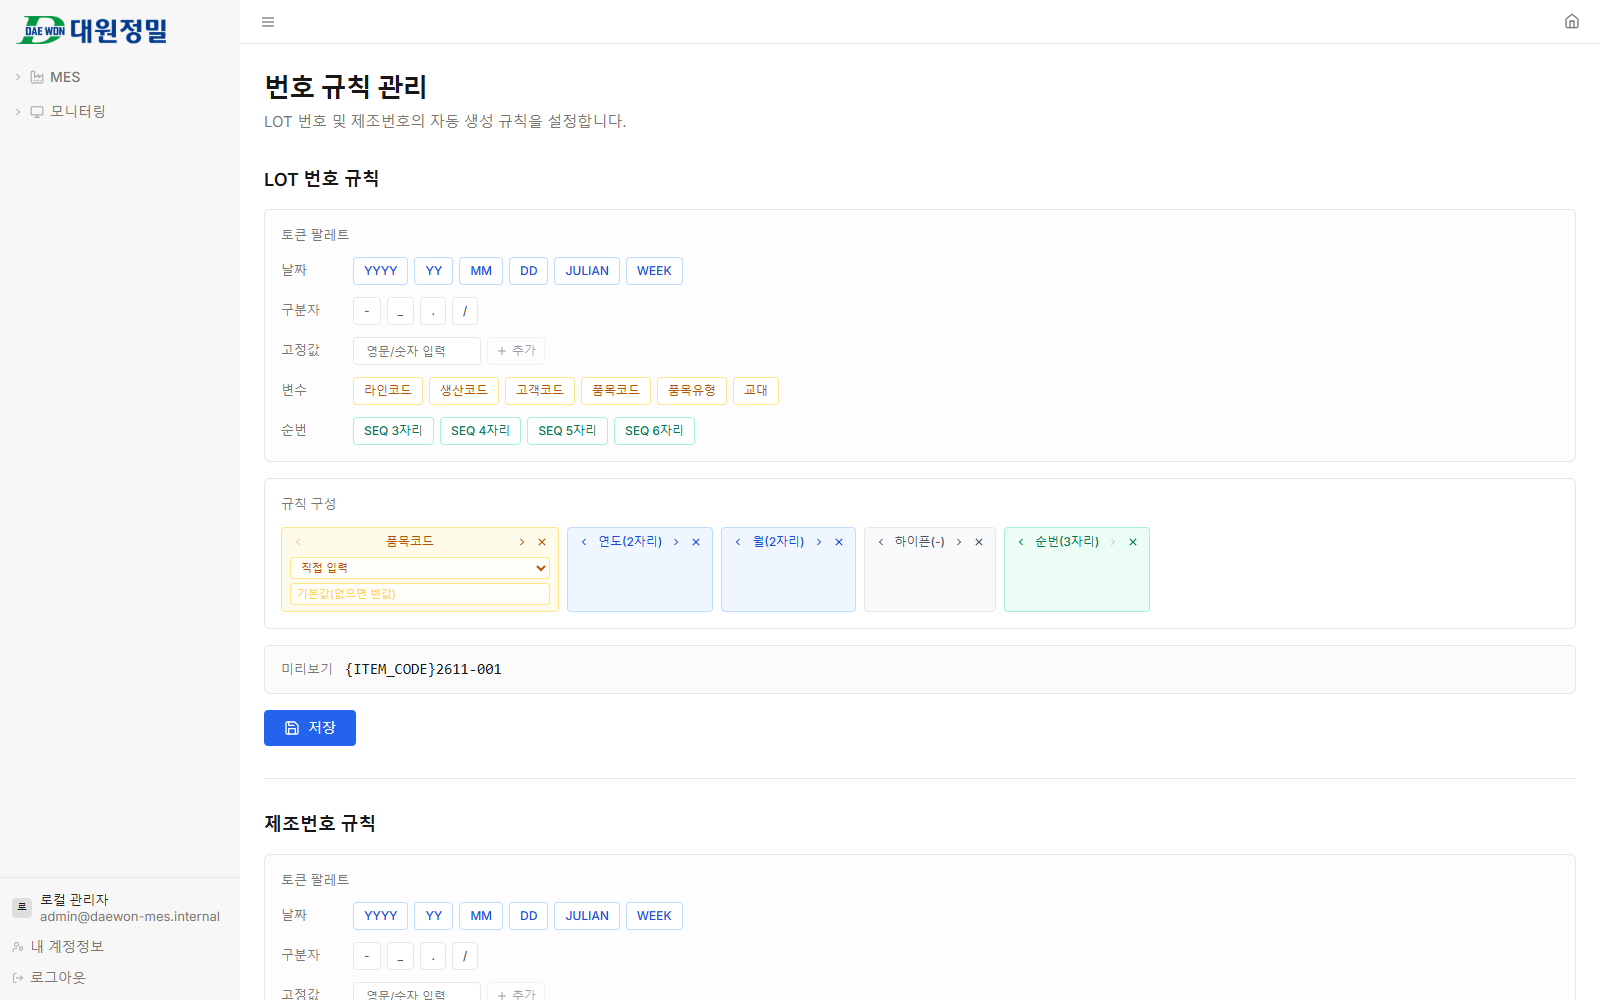 DAE WON 대원정밀
MES
모니터링
번호 규칙 관리
LOT 번호 및 제조번호의 자동 생성 규칙을 설정합니다.
LOT 번호 규칙
토큰 팔레트
날짜 YYYY YY MM DD JULIAN WEEK
구분자 - _ . /
고정값 영문/숫자 입력 + 추가
변수 라인코드 생산코드 고객코드 품목코드 품목유형 교대
순번 SEQ 3자리 SEQ 4자리 SEQ 5자리 SEQ 6자리
규칙 구성
품목코드 연도(2자리) 월(2자리) 하이픈(-) 순번(3자리)
직접 입력
기본값(없으면 빈값)
미리보기 {ITEM_CODE}2611-001
저장
제조번호 규칙
토큰 팔레트
날짜 YYYY YY MM DD JULIAN WEEK
구분자 - _ . /
고정값 영문/숫자 입력 + 추가
로 로컬 관리자
admin@daewon-mes.internal
내 계정정보
로그아웃